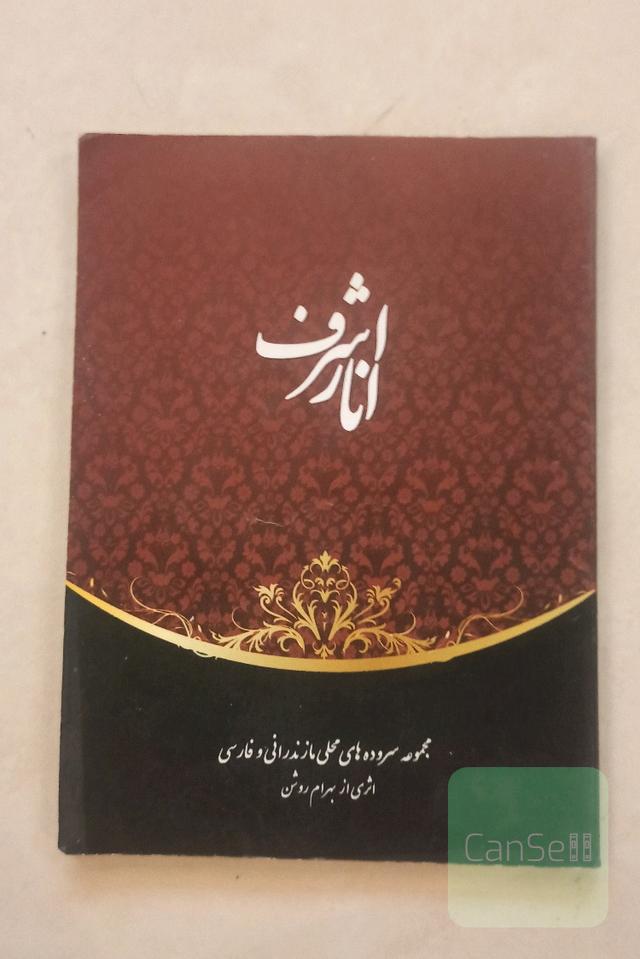 انار اشرف
مجموعه سروده های محلی مازندرانی و فارسی
اثری از بهرام روشن
CanSell